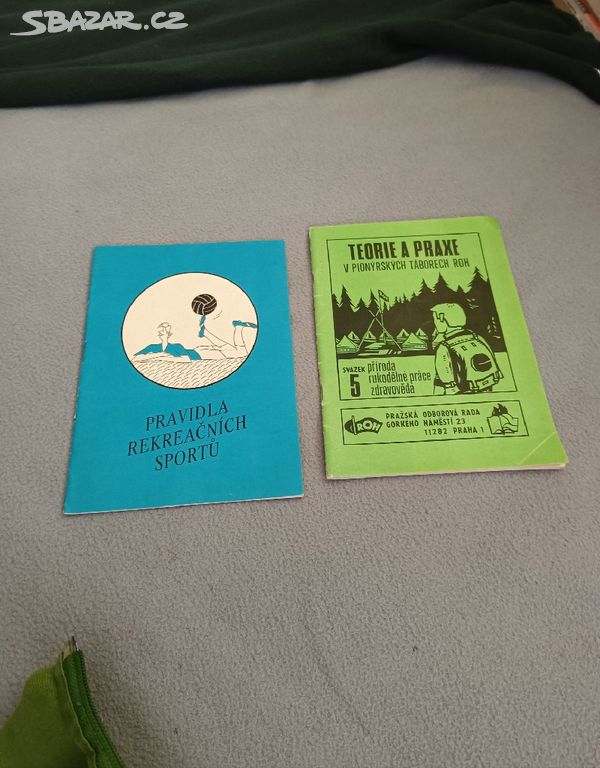 SBAZAR.CZ
PRAVIDLA
REKREAČNÍCH
SPORTŮ
TEORIE A PRAXE
V PIONÝRSKÝCH TÁBORECH ROH
SVAZEK
5
příroda
rukodělne práce
zdravověda
ROH
PRAŽSKÁ ODBOROVÁ RADA
GORKÉHO NÁMĚSTÍ 23
11282 PRAHA 1